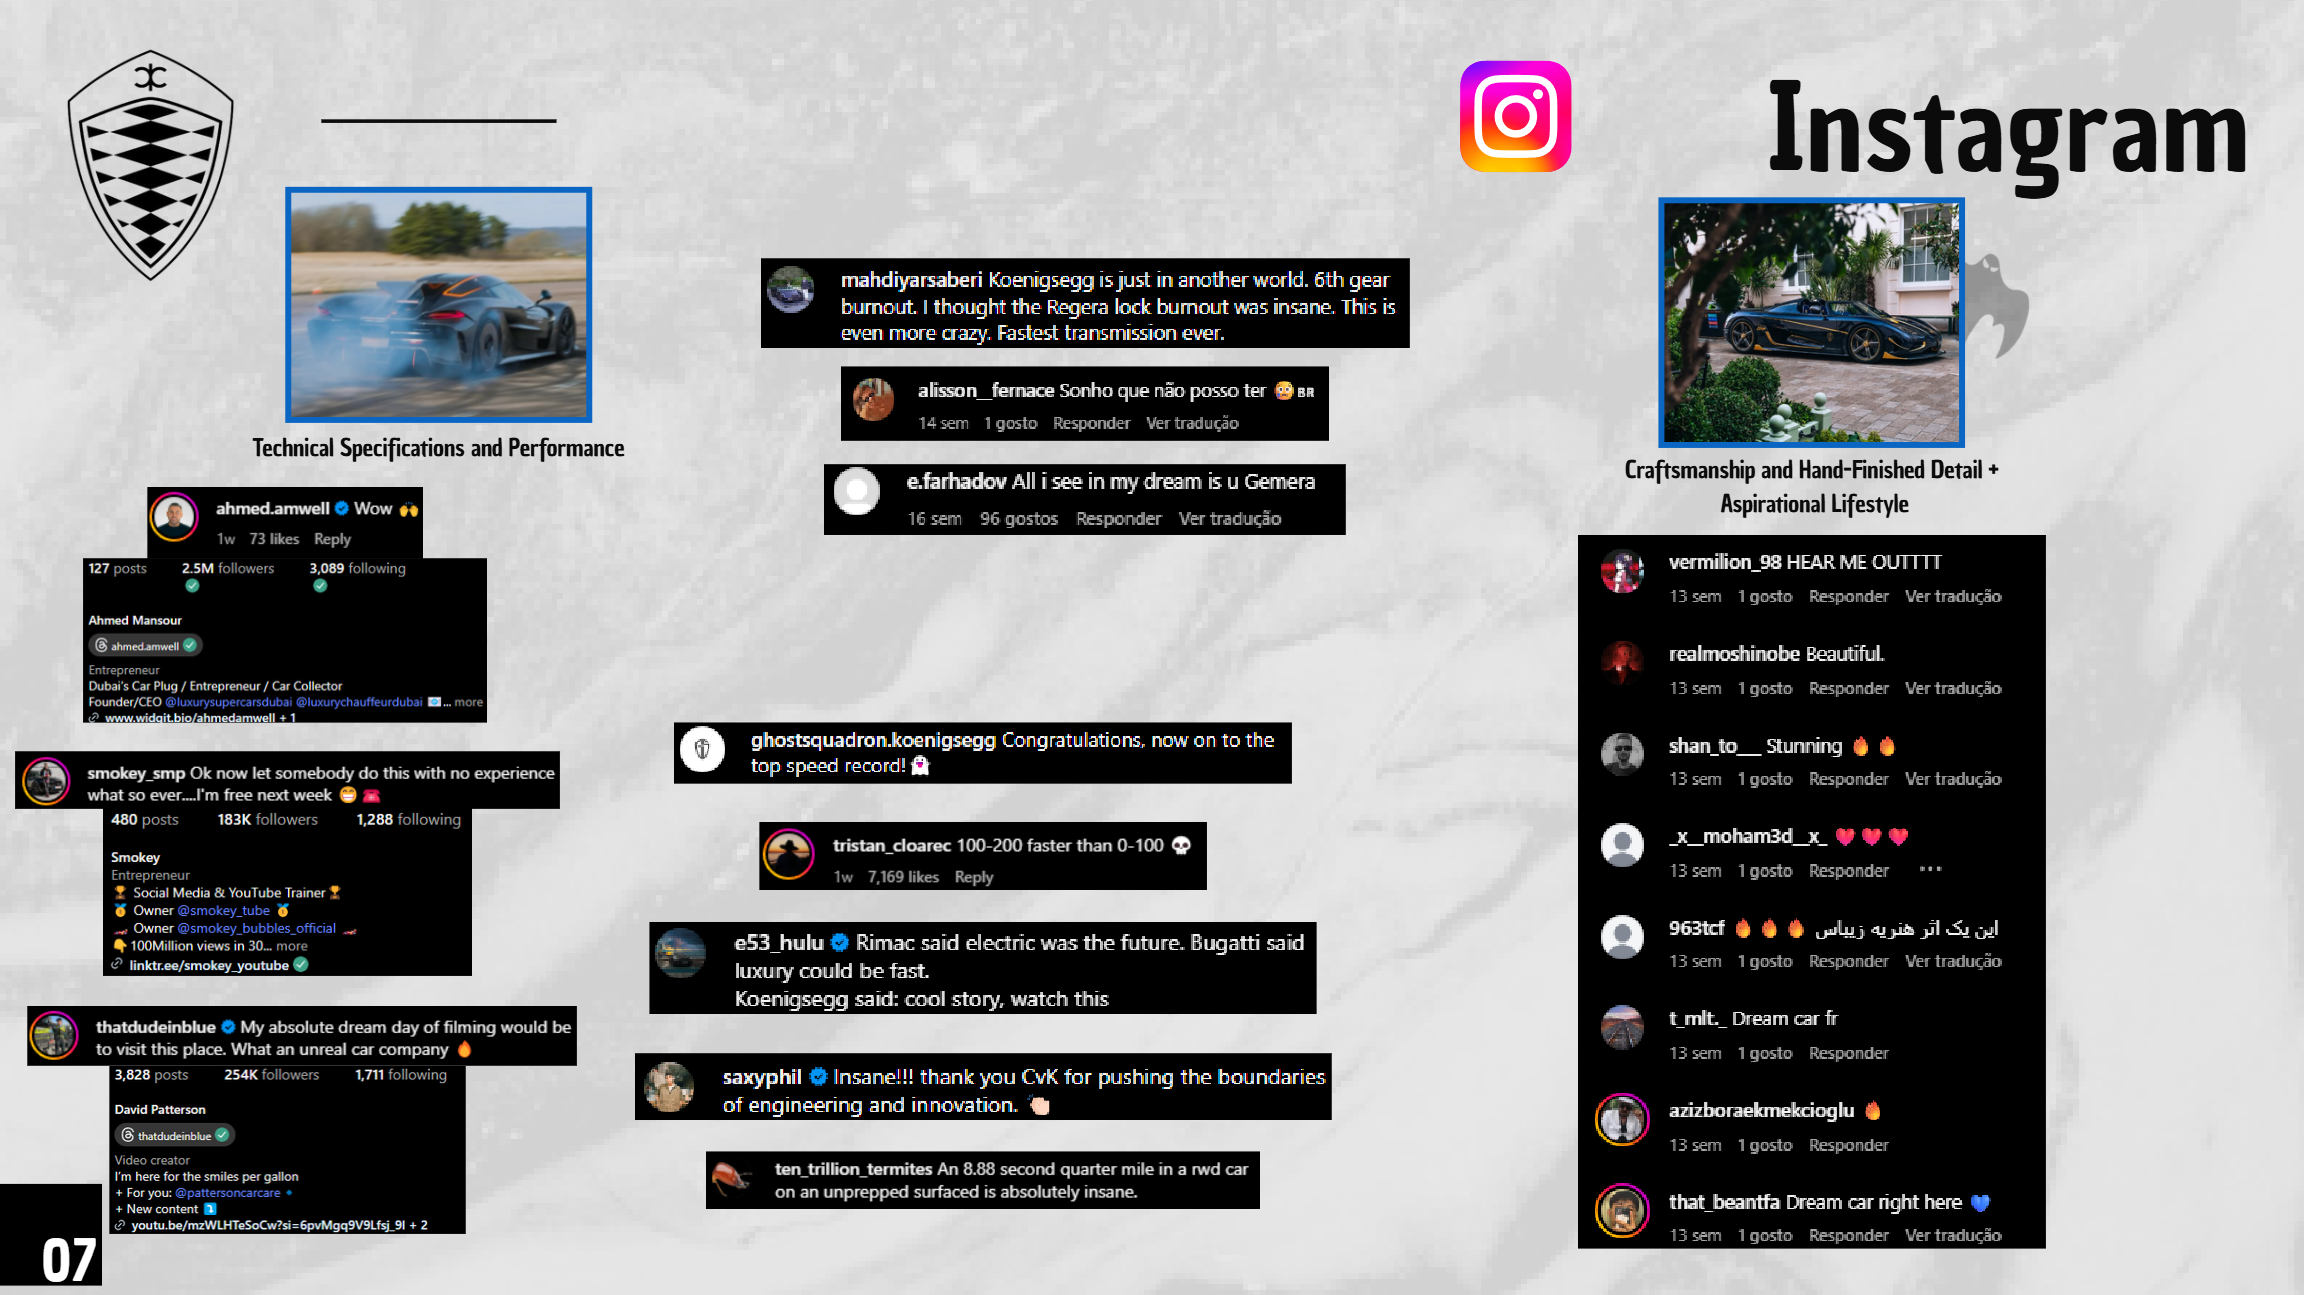 Instagram
Technical Specifications and Performance
ahmed.amwell Wow 🙌
1w 73 likes Reply
127 posts 2.5M followers 3,089 following
Ahmed Mansour
ahmed.amwell
Entrepreneur
Dubai's Car Plug / Entrepreneur / Car Collector
Founder/CEO @luxurysupercarsdubai @luxurychauffeurdubai 📧... more
www.widgit.bio/ahmedamwell + 1
smokey_smp Ok now let somebody do this with no experience
what so ever....I'm free next week 😁☎️
480 posts 183K followers 1,288 following
Smokey
Entrepreneur
🏆 Social Media & YouTube Trainer🏆
🥇 Owner @smokey_tube 🥇
Owner @smokey_bubbles_official
👇100Million views in 30... more
linktr.ee/smokey_youtube
thatdudeinblue My absolute dream day of filming would be
to visit this place. What an unreal car company 🔥
3,828 posts 254K followers 1,711 following
David Patterson
thatdudeinblue
Video creator
I'm here for the smiles per gallon
+ For you: @pattersoncarcare 🔹
+ New content ⤵️
youtu.be/mzWLHTeSoCw?si=6pvMgq9V9Lfsj_9I + 2
07
mahdiyarsaberi Koenigsegg is just in another world. 6th gear
burnout. I thought the Regera lock burnout was insane. This is
even more crazy. Fastest transmission ever.
alisson__fernace Sonho que não posso ter 😳🇧🇷
14 sem 1 gosto Responder Ver tradução
e.farhadov All i see in my dream is u Gemera
16 sem 96 gostos Responder Ver tradução
ghostsquadron.koenigsegg Congratulations, now on to the
top speed record!👻
tristan_cloarec 100-200 faster than 0-100 💀
1w 7,169 likes Reply
e53_hulu Rimac said electric was the future. Bugatti said
luxury could be fast.
Koenigsegg said: cool story, watch this
saxyphil Insane!!! thank you CvK for pushing the boundaries
of engineering and innovation. 👏🏻
ten_trillion_termites An 8.88 second quarter mile in a rwd car
on an unprepped surfaced is absolutely insane.
Craftsmanship and Hand-Finished Detail +
Aspirational Lifestyle
vermilion_98 HEAR ME OUTTTT
13 sem 1 gosto Responder Ver tradução
realmoshinobe Beautiful.
13 sem 1 gosto Responder Ver tradução
shan_to__ Stunning 🔥🔥
13 sem 1 gosto Responder Ver tradução
_x__moham3d__x_ ❤️❤️❤️
13 sem 1 gosto Responder •••
963tcf 🔥🔥🔥 این یک اثر هنریه زیباس
13 sem 1 gosto Responder Ver tradução
t_mlt._ Dream car fr
13 sem 1 gosto Responder
azizboraekmekcioglu 🔥
13 sem 1 gosto Responder
that_beantfa Dream car right here 💙
13 sem 1 gosto Responder Ver tradução